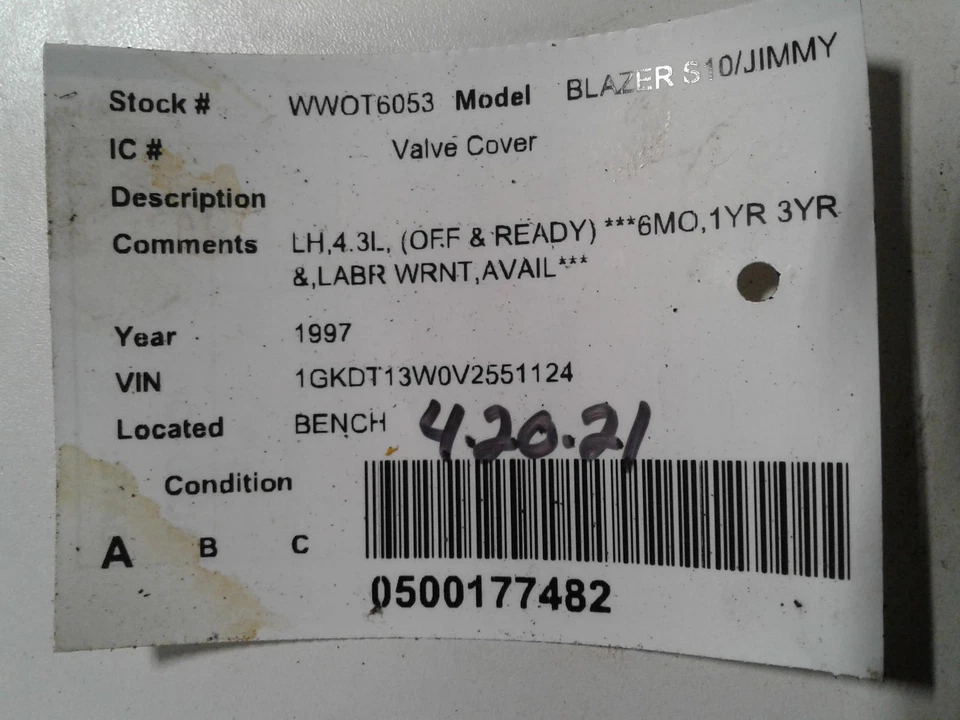 Stock # WWOT6053 Model BLAZER S10/JIMMY
IC # Valve Cover
Description
Comments LH,4.3L, (OFF & READY) ***6MO,1YR 3YR
&,LABR WRNT,AVAIL***
Year 1997
VIN 1GKDT13W0V2551124
Located BENCH 4.20.21
Condition
A B C
0500177482